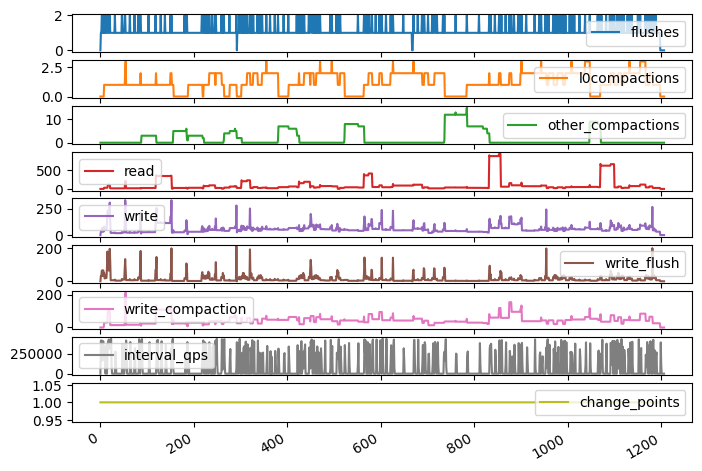 2
0
flushes
2.5
0.0
l0compactions
10
0
other_compactions
500
0
read
250
0
write
200
0
write_flush
200
0
write_compaction
250000
0
interval_qps
1.05
1.00
0.95
change_points
0 200 400 600 800 1000 1200